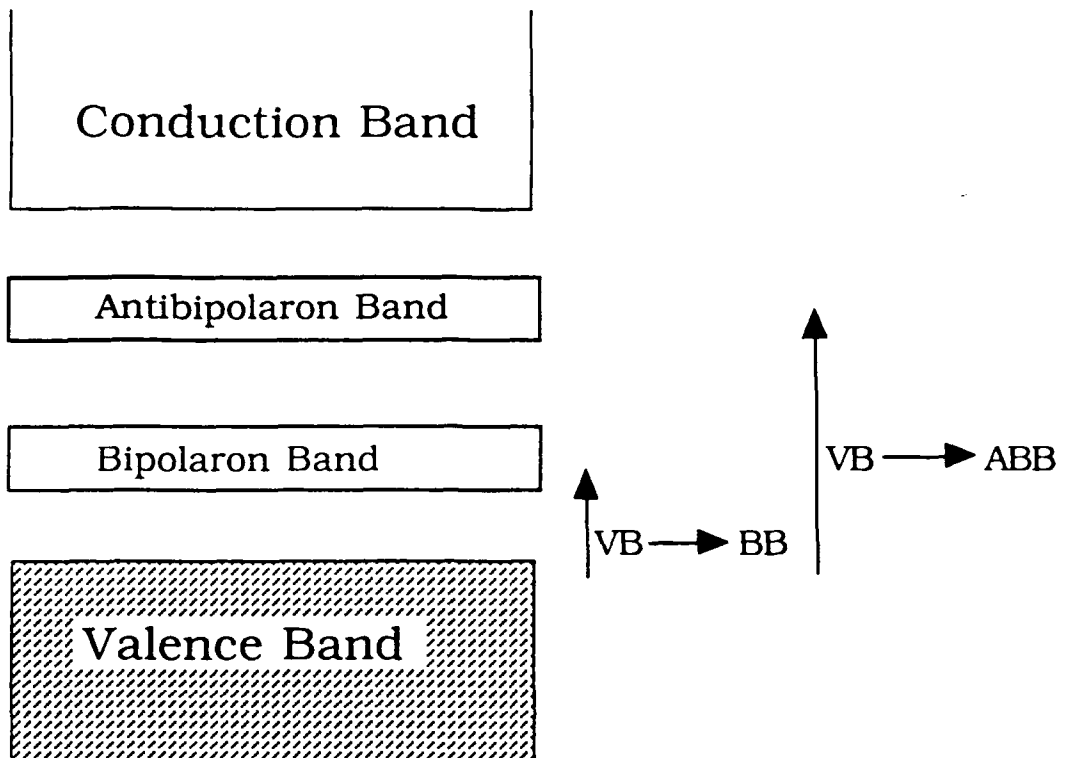 Conduction Band
Antibipolaron Band
Bipolaron Band
VB → ABB
VB → BB
Valence Band